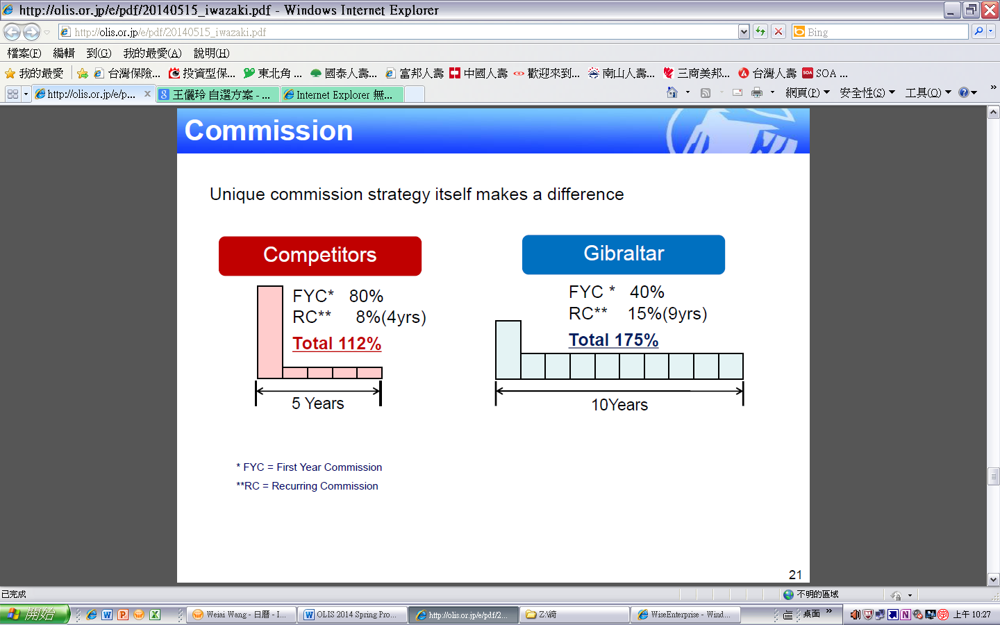 http://olis.or.jp/e/pdf/20140515_iwazaki.pdf - Windows Internet Explorer
http://olis.or.jp/e/pdf/20140515_iwazaki.pdf
Bing
檔案(F) 編輯 到(G) 我的最愛(A) 說明(H)
我的最愛 台灣保險... 投資型保... 東北角 ... 國泰人壽... 富邦人壽 中國人壽 歡迎來到... 南山人壽... 三商美邦... 台灣人壽 SOA ...
http://olis.or.jp/e/p... 王儷玲 自選方案 - ... Internet Explorer 無... 網頁(P) 安全性(S) 工具(O)
Commission
Unique commission strategy itself makes a difference
Competitors
FYC* 80%
RC** 8%(4yrs)
Total 112%
5 Years
Gibraltar
FYC * 40%
RC** 15%(9yrs)
Total 175%
10Years
* FYC = First Year Commission
**RC = Recurring Commission
21
已完成 不明的區域
開始 Weiai Wang - 日曆 - I... OLIS 2014 Spring Pro... http://olis.or.jp/e/pdf/2... Z:\綺 WiseEnterprise - Wind... 桌面 上午 10:27